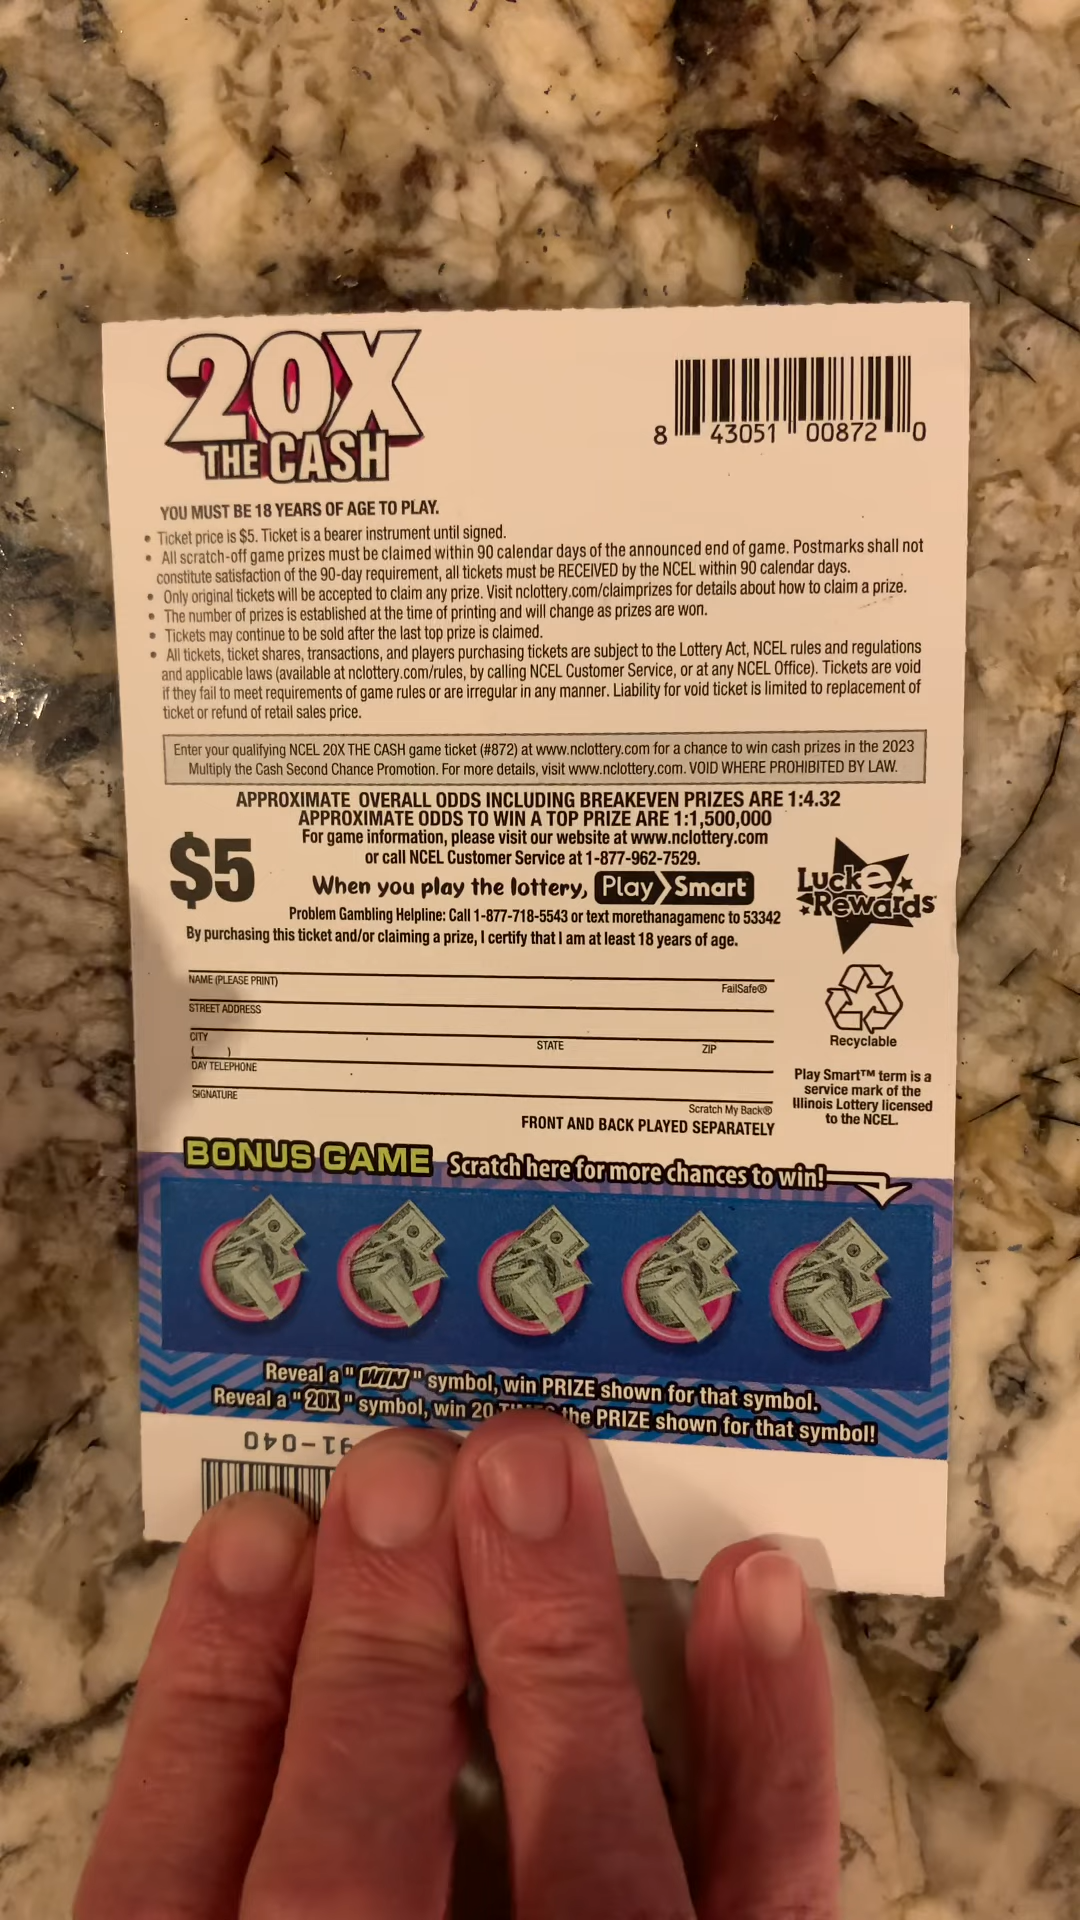 20X
THE CASH
8 43051 00872 0
YOU MUST BE 18 YEARS OF AGE TO PLAY.
• Ticket price is $5. Ticket is a bearer instrument until signed.
• All scratch-off game prizes must be claimed within 90 calendar days of the announced end of game. Postmarks shall not
constitute satisfaction of the 90-day requirement, all tickets must be RECEIVED by the NCEL within 90 calendar days.
• Only original tickets will be accepted to claim any prize. Visit nclottery.com/claimprizes for details about how to claim a prize.
• The number of prizes is established at the time of printing and will change as prizes are won.
• Tickets may continue to be sold after the last top prize is claimed.
• All tickets, ticket shares, transactions, and players purchasing tickets are subject to the Lottery Act, NCEL rules and regulations
and applicable laws (available at nclottery.com/rules, by calling NCEL Customer Service, or at any NCEL Office). Tickets are void
if they fail to meet requirements of game rules or are irregular in any manner. Liability for void ticket is limited to replacement of
ticket or refund of retail sales price.
Enter your qualifying NCEL 20X THE CASH game ticket (#872) at www.nclottery.com for a chance to win cash prizes in the 2023
Multiply the Cash Second Chance Promotion. For more details, visit www.nclottery.com. VOID WHERE PROHIBITED BY LAW.
APPROXIMATE OVERALL ODDS INCLUDING BREAKEVEN PRIZES ARE 1:4.32
APPROXIMATE ODDS TO WIN A TOP PRIZE ARE 1:1,500,000
For game information, please visit our website at www.nclottery.com
or call NCEL Customer Service at 1-877-962-7529.
$5
When you play the lottery, Play Smart
Problem Gambling Helpline: Call 1-877-718-5543 or text morethanagamenc to 53342
By purchasing this ticket and/or claiming a prize, I certify that I am at least 18 years of age.
Lucke
Rewards
NAME (PLEASE PRINT)
FailSafe®
STREET ADDRESS
CITY STATE ZIP
( )
DAY TELEPHONE
SIGNATURE
Scratch My Back®
Recyclable
Play Smart™ term is a
service mark of the
Illinois Lottery licensed
to the NCEL.
FRONT AND BACK PLAYED SEPARATELY
BONUS GAME Scratch here for more chances to win!
Reveal a "WIN" symbol, win PRIZE shown for that symbol.
Reveal a "20X" symbol, win 20 TIMES the PRIZE shown for that symbol!
040-16